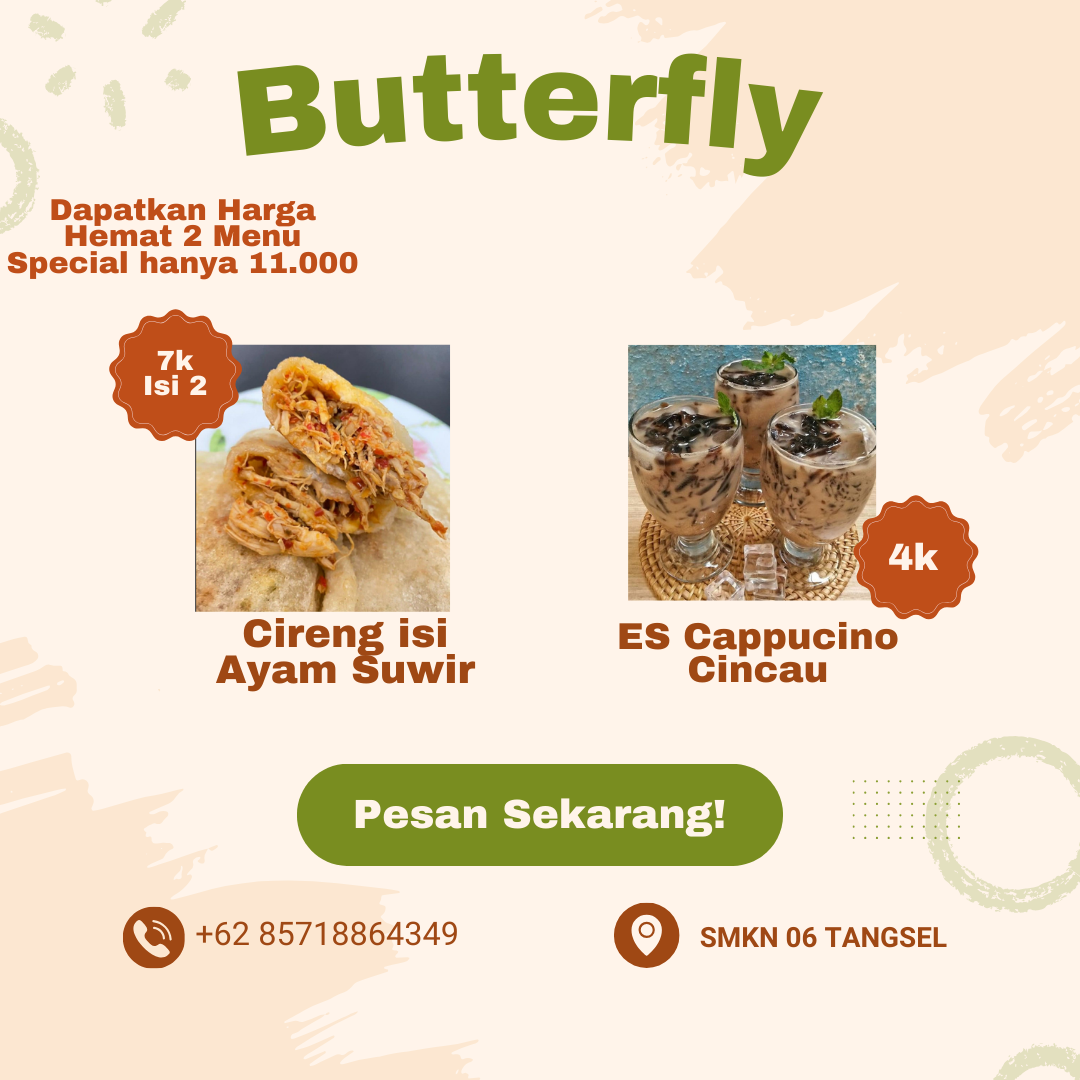 Butterfly
Dapatkan Harga
Hemat 2 Menu
Special hanya 11.000
7k
Isi 2
4k
Cireng isi
Ayam Suwir
ES Cappucino
Cincau
Pesan Sekarang!
+62 85718864349
SMKN 06 TANGSEL